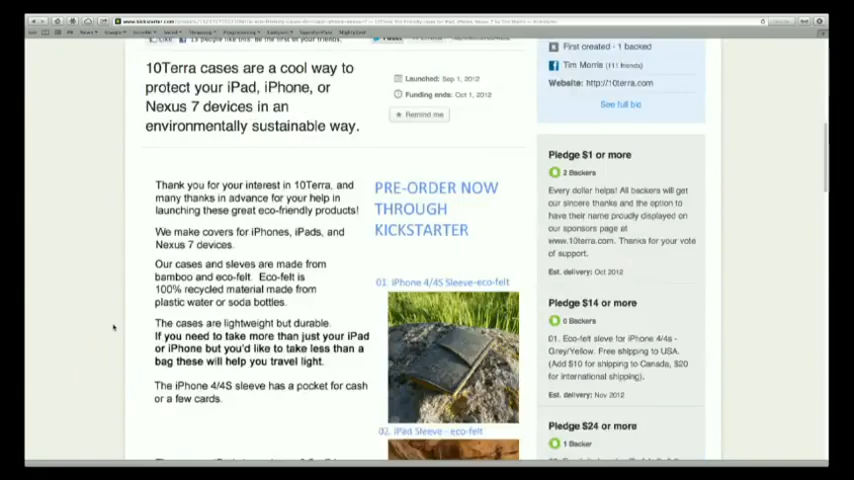 10Terra cases are a cool way to
protect your iPad, iPhone, or
Nexus 7 devices in an
environmentally sustainable way.
Launched: Sep 1, 2012
Funding ends: Oct 1, 2012
Remind me
Thank you for your interest in 10Terra, and
many thanks in advance for your help in
launching these great eco-friendly products!
We make covers for iPhones, iPads, and
Nexus 7 devices.
Our cases and sleves are made from
bamboo and eco-felt. Eco-felt is
100% recycled material made from
plastic water or soda bottles.
The cases are lightweight but durable.
If you need to take more than just your iPad
or iPhone but you'd like to take less than a
bag these will help you travel light.
The iPhone 4/4S sleeve has a pocket for cash
or a few cards.
PRE-ORDER NOW
THROUGH
KICKSTARTER
01. iPhone 4/4S Sleeve-eco-felt
02. iPad Sleeve - eco-felt
First created · 1 backed
Tim Morris (111 friends)
Website: http://10terra.com
See full bio
Pledge $1 or more
2 Backers
Every dollar helps! All backers will get
our sincere thanks and the option to
have their name proudly displayed on
our sponsors page at
www.10terra.com. Thanks for your vote
of support.
Est. delivery: Oct 2012
Pledge $14 or more
0 Backers
01. Eco-felt sleve for iPhone 4/4s -
Grey/Yellow. Free shipping to USA.
(Add $10 for shipping to Canada, $20
for international shipping).
Est. delivery: Nov 2012
Pledge $24 or more
1 Backer